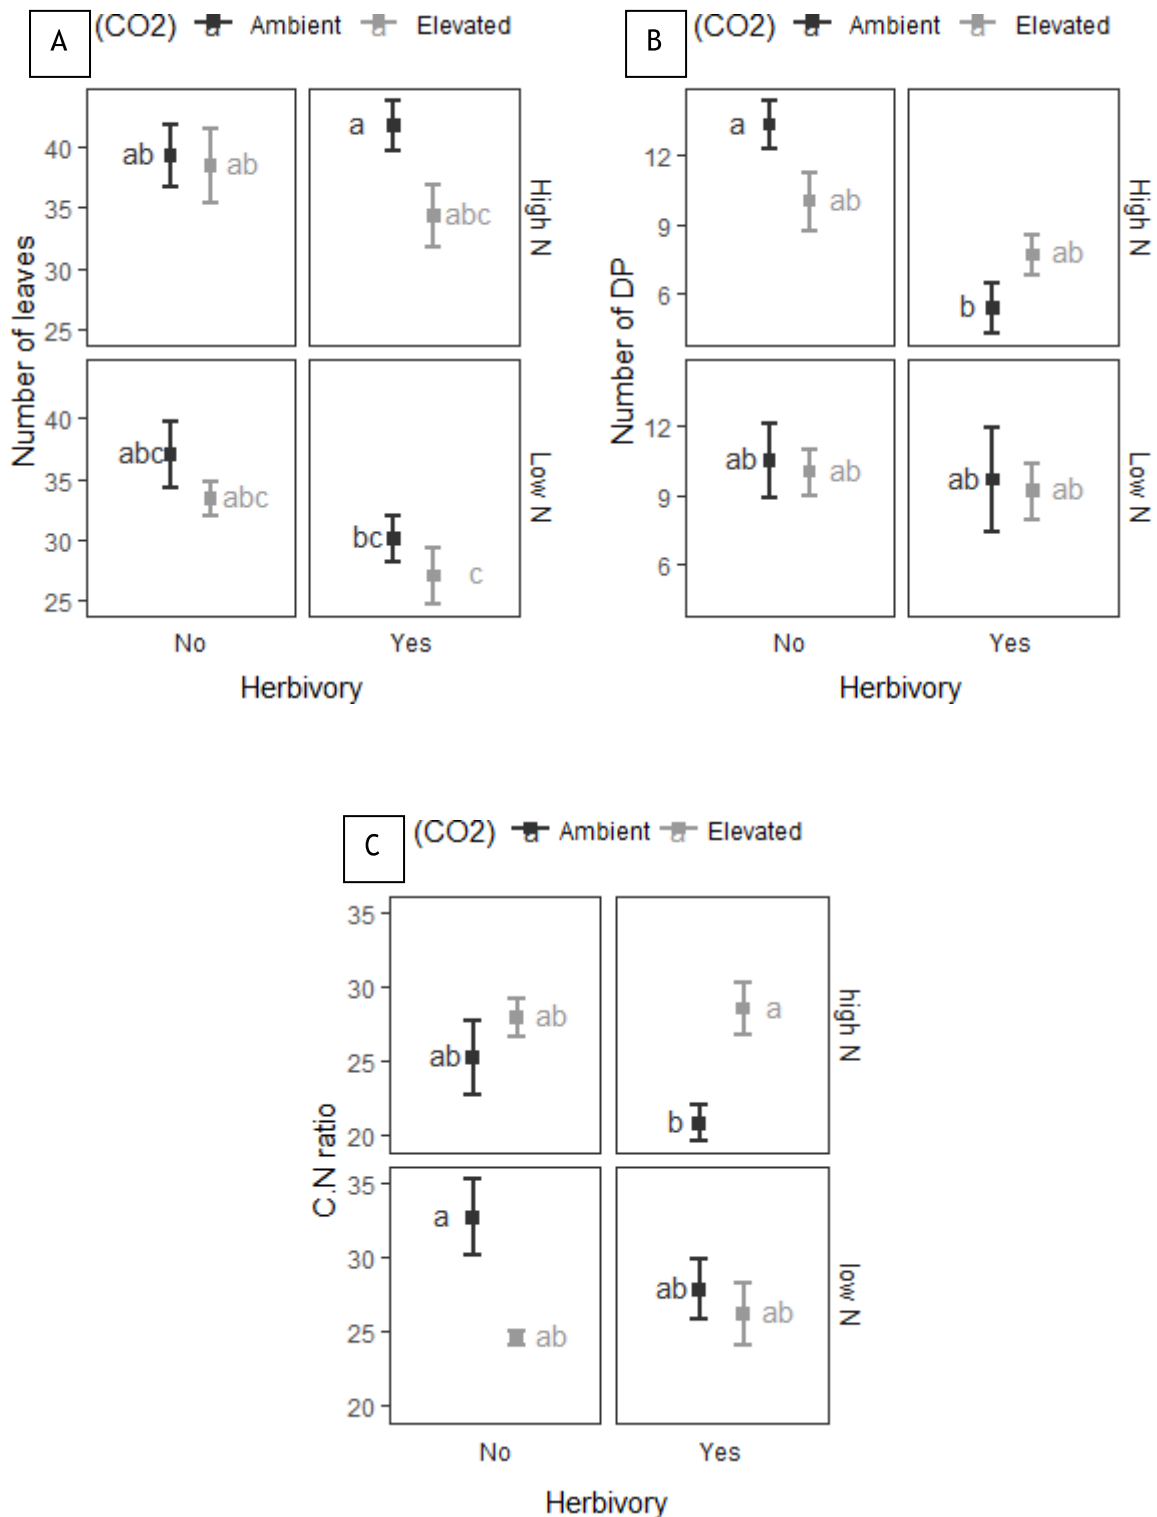 A
(CO2) a Ambient a Elevated
Number of leaves
40
35
30
25
ab
ab
a
abc
High N
40
35
30
25
abc
abc
bc
c
Low N
No
Yes
Herbivory
B
(CO2) a Ambient a Elevated
Number of DP
12
9
6
a
ab
b
ab
High N
12
9
6
ab
ab
ab
ab
Low N
No
Yes
Herbivory
C
(CO2) a Ambient a Elevated
C.N ratio
35
30
25
20
ab
ab
b
a
high N
35
30
25
20
a
ab
ab
ab
low N
No
Yes
Herbivory